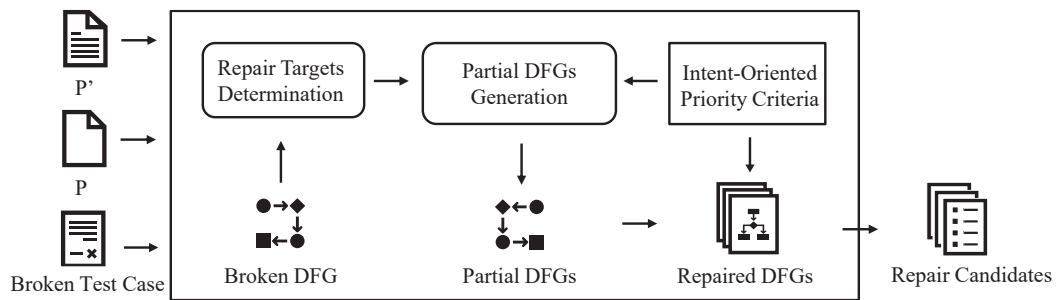 P’
P
Broken Test Case
Repair Targets
Determination
Partial DFGs
Generation
Intent-Oriented
Priority Criteria
Broken DFG
Partial DFGs
Repaired DFGs
Repair Candidates